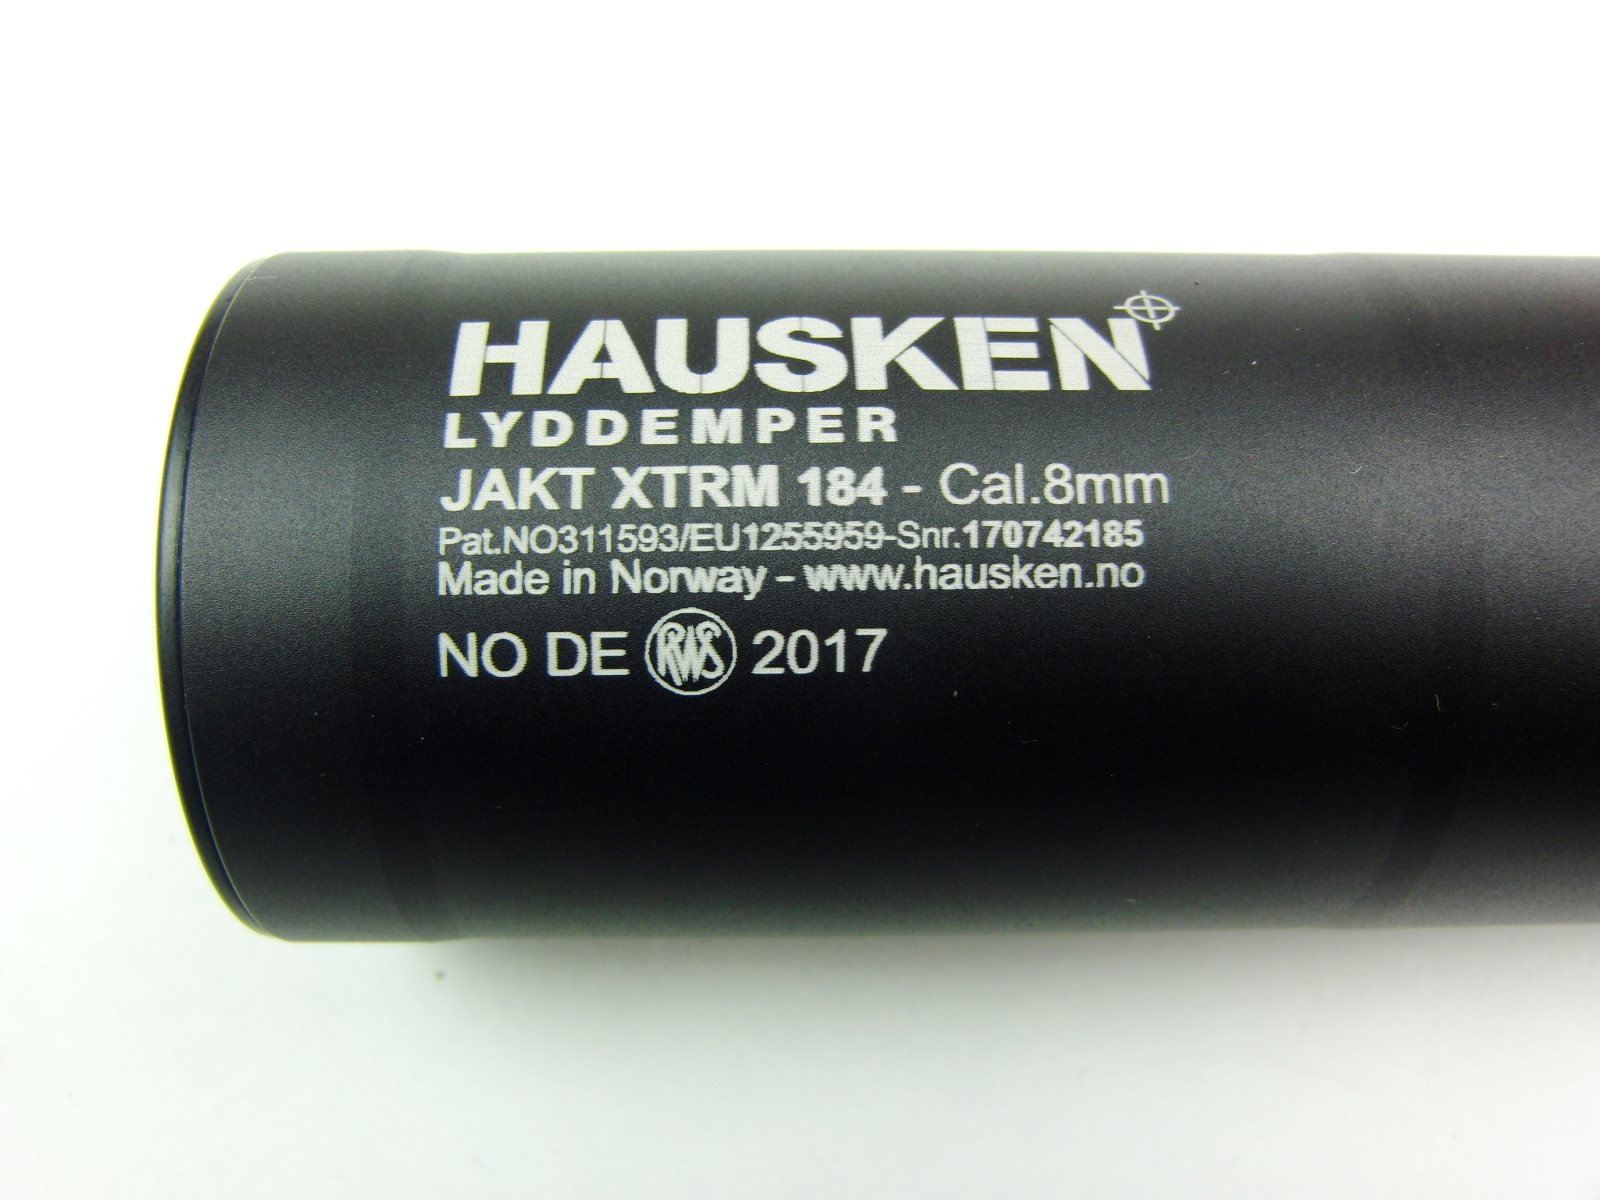 HAUSKEN
LYDDEMPER
JAKT XTRM 184 - Cal.8mm
Pat.NO311593/EU1255959-Snr.170742185
Made in Norway - www.hausken.no
NO DE RWS 2017